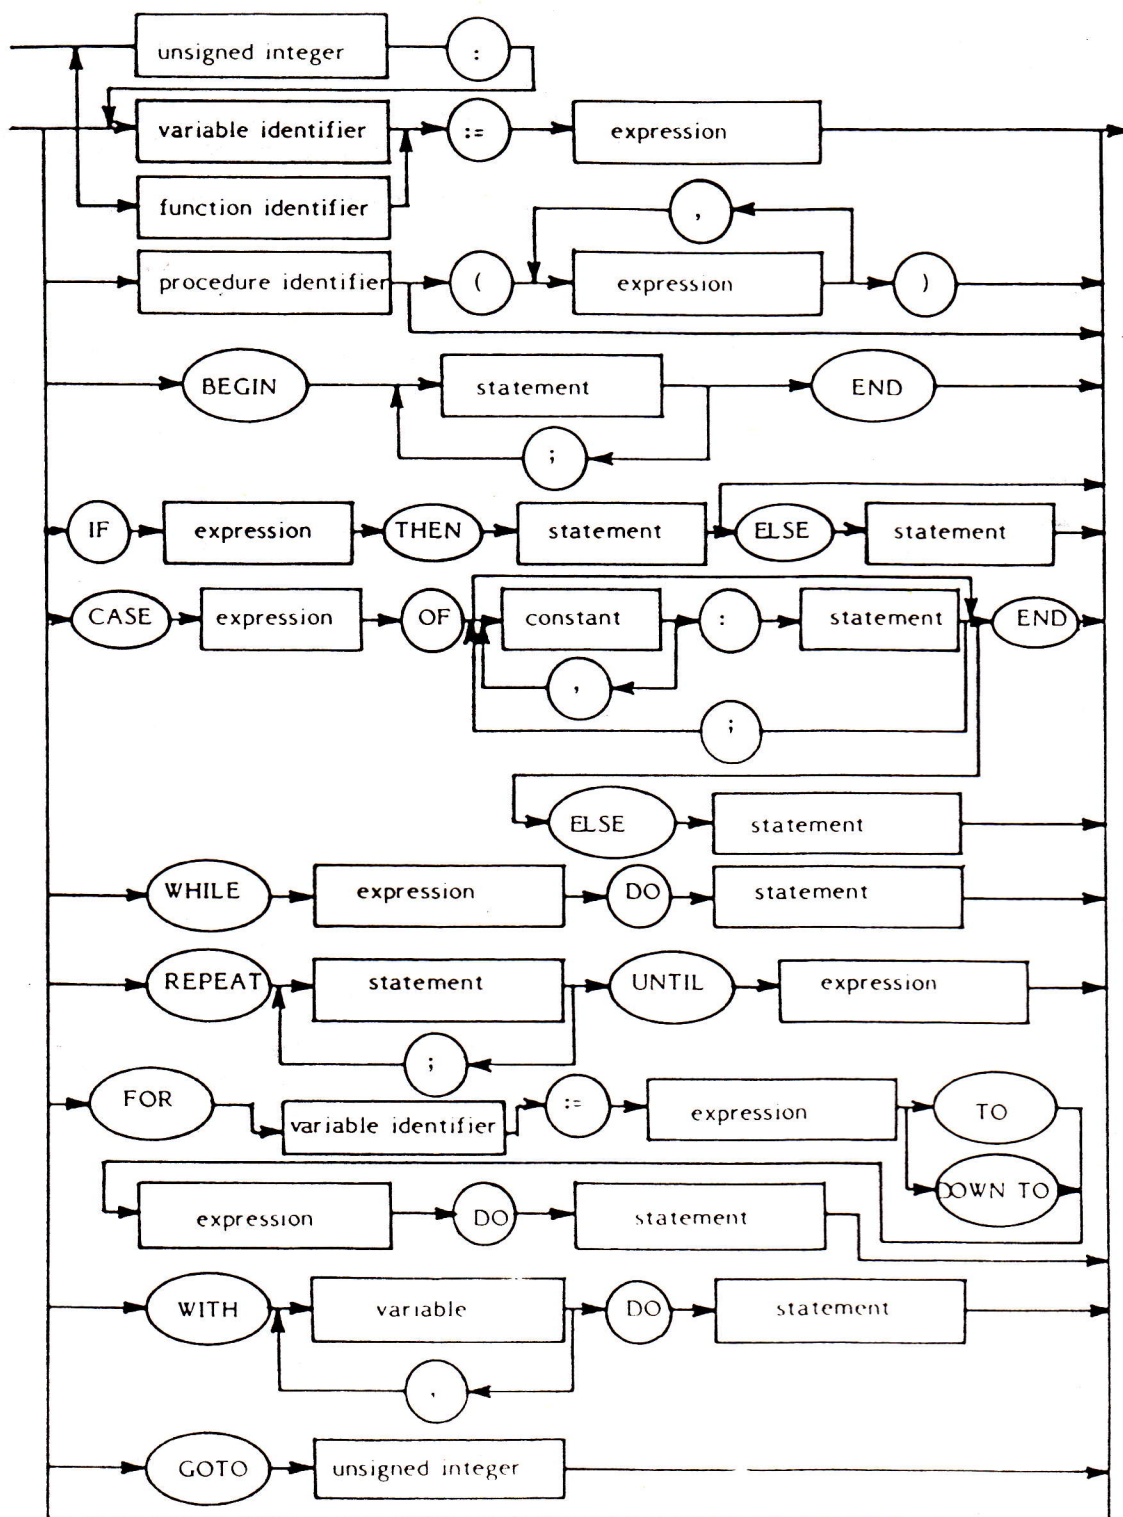 unsigned integer :
variable identifier := expression
function identifier ,
procedure identifier ( expression )
BEGIN statement END
;
IF expression THEN statement ELSE statement
CASE expression OF constant : statement END
,
;
ELSE statement
WHILE expression DO statement
REPEAT statement UNTIL expression
;
FOR variable identifier := expression TO
DOWN TO
expression DO statement
WITH variable DO statement
,
GOTO unsigned integer